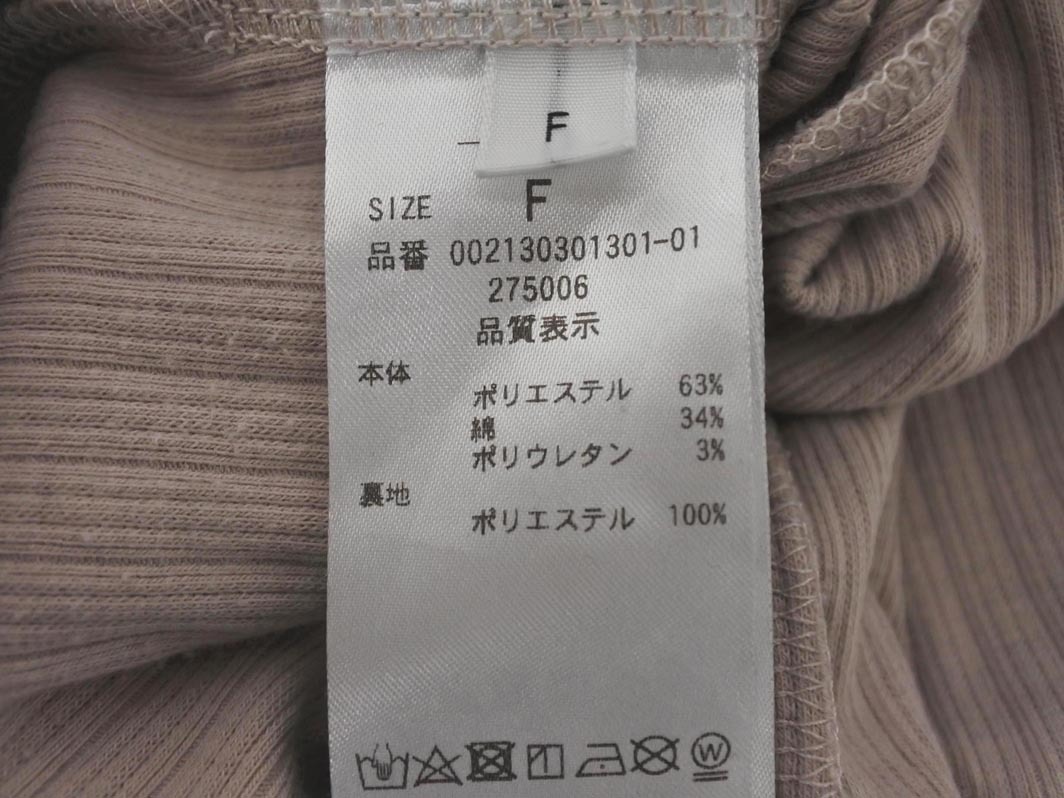 F
SIZE F
品番 002130301301-01
275006
品質表示
本体
ポリエステル 63%
綿 34%
ポリウレタン 3%
裏地
ポリエステル 100%
W